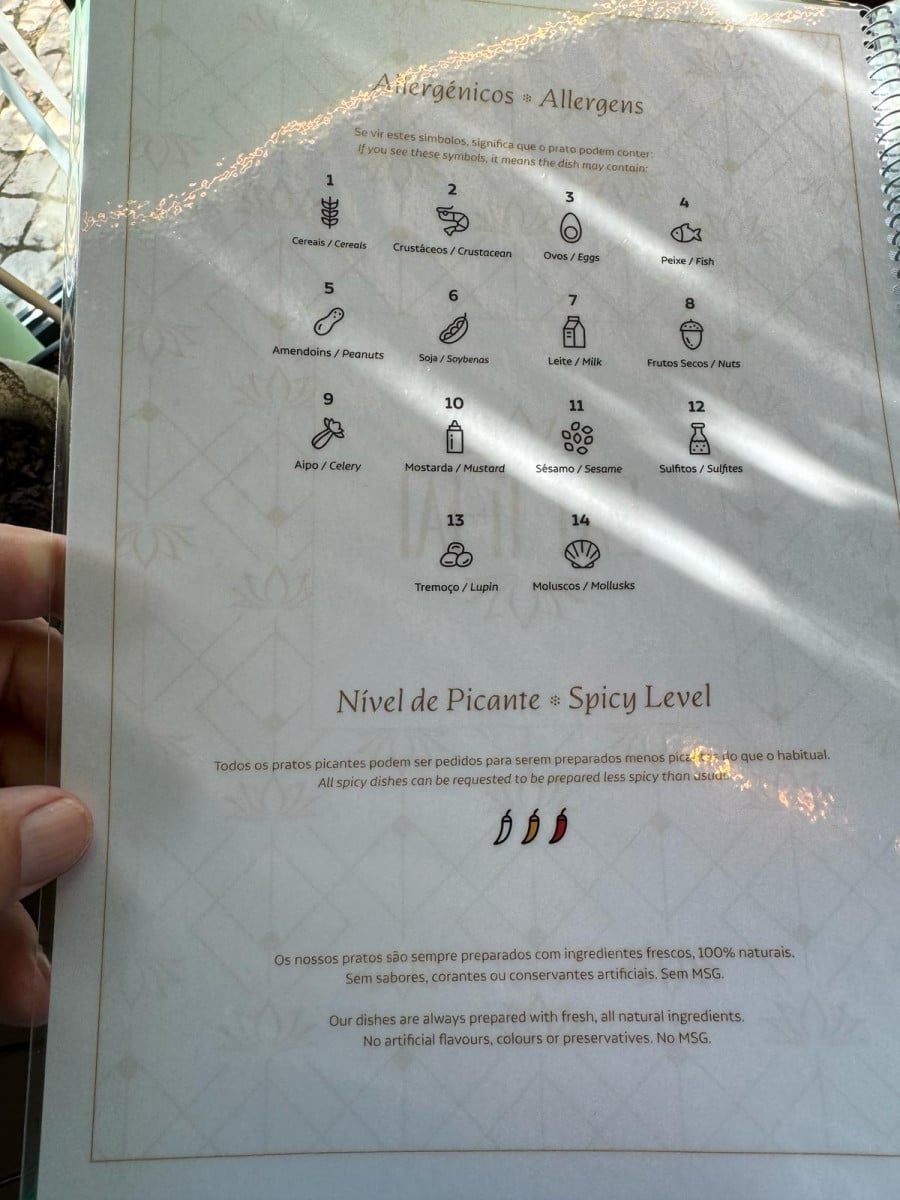 Allergénicos * Allergens
Se vir estes simbolos, significa que o prato podem conter:
If you see these symbols, it means the dish may contain:
1 2 3 4
Cereais / Cereals Crustáceos / Crustacean Ovos / Eggs Peixe / Fish
5 6 7 8
Amendoins / Peanuts Soja / Soybenas Leite / Milk Frutos Secos / Nuts
9 10 11 12
Aipo / Celery Mostarda / Mustard Sésamo / Sesame Sulfitos / Sulfites
13 14
Tremoço / Lupin Moluscos / Mollusks
Nível de Picante * Spicy Level
Todos os pratos picantes podem ser pedidos para serem preparados menos picantes do que o habitual.
All spicy dishes can be requested to be prepared less spicy than usual.
Os nossos pratos são sempre preparados com ingredientes frescos, 100% naturais.
Sem sabores, corantes ou conservantes artificiais. Sem MSG.
Our dishes are always prepared with fresh, all natural ingredients.
No artificial flavours, colours or preservatives. No MSG.